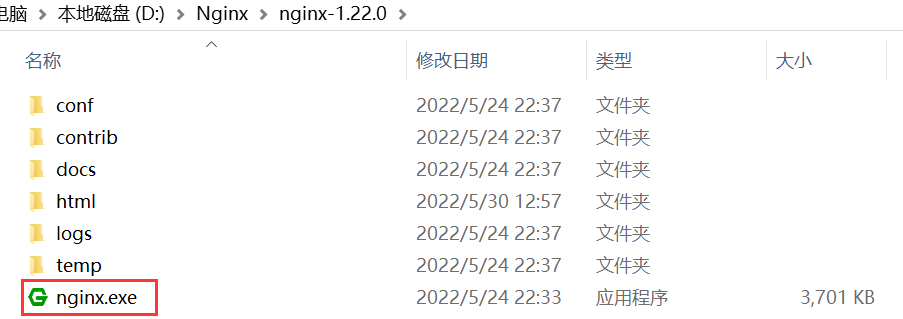 电脑 > 本地磁盘 (D:) > Nginx > nginx-1.22.0 >
名称 修改日期 类型 大小
conf 2022/5/24 22:37 文件夹
contrib 2022/5/24 22:37 文件夹
docs 2022/5/24 22:37 文件夹
html 2022/5/30 12:57 文件夹
logs 2022/5/24 22:37 文件夹
temp 2022/5/24 22:37 文件夹
nginx.exe 2022/5/24 22:33 应用程序 3,701 KB